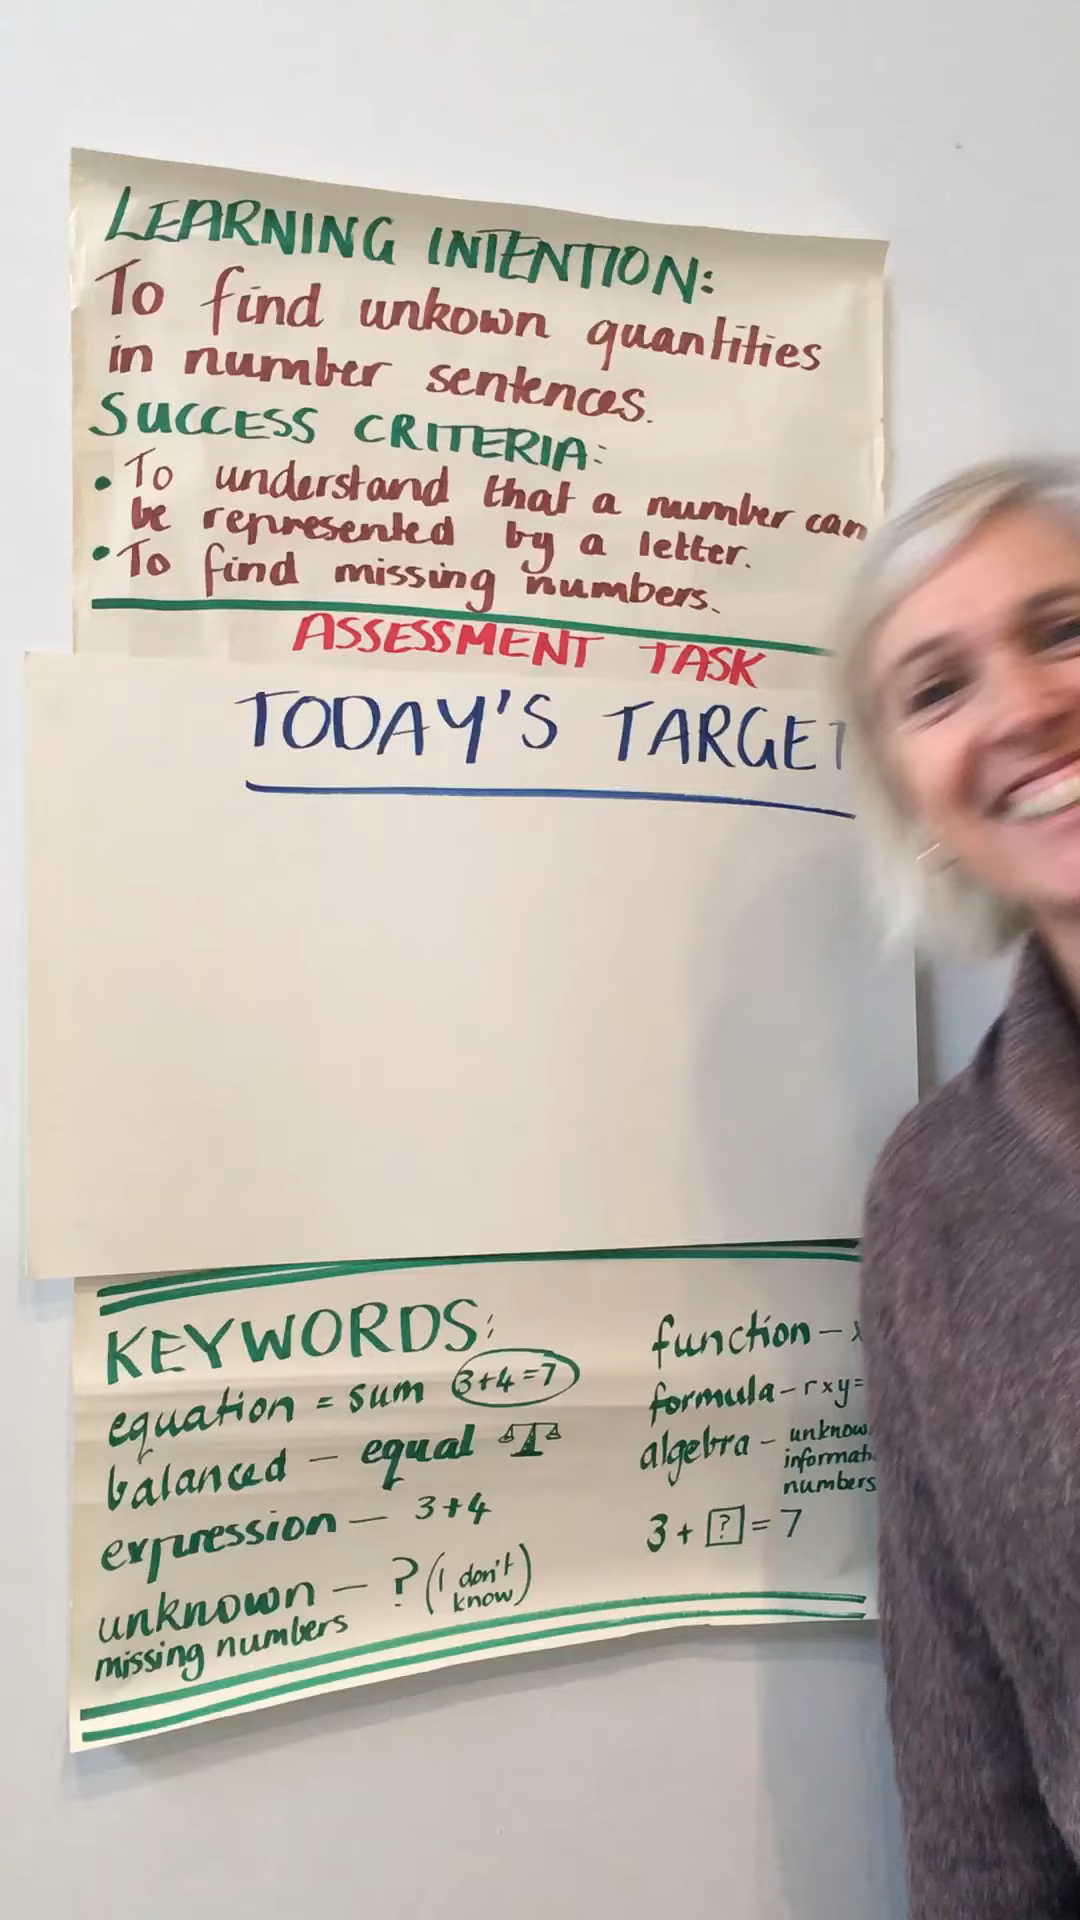 LEARNING INTENTION:
To find unkown quantities
in number sentences.
SUCCESS CRITERIA:
• To understand that a number can
be represented by a letter.
• To find missing numbers.
ASSESSMENT TASK
TODAY'S TARGET
KEYWORDS:
equation = sum 3+4=7
balanced – equal
expression – 3+4
unknown – ? (I don't
know)
missing numbers
function –
formula – r x y =
algebra – unknow
informat
numbers
3 + ? = 7